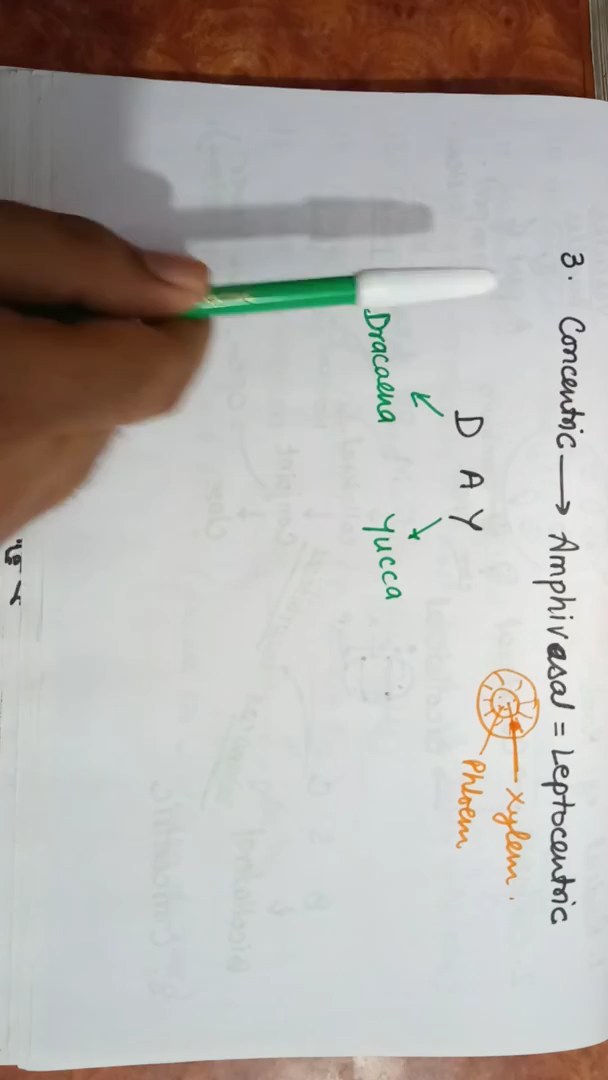 3. Concentric → Amphivasal = Leptocentric
Xylem.
Phloem
D A Y
Dracaena
Yucca